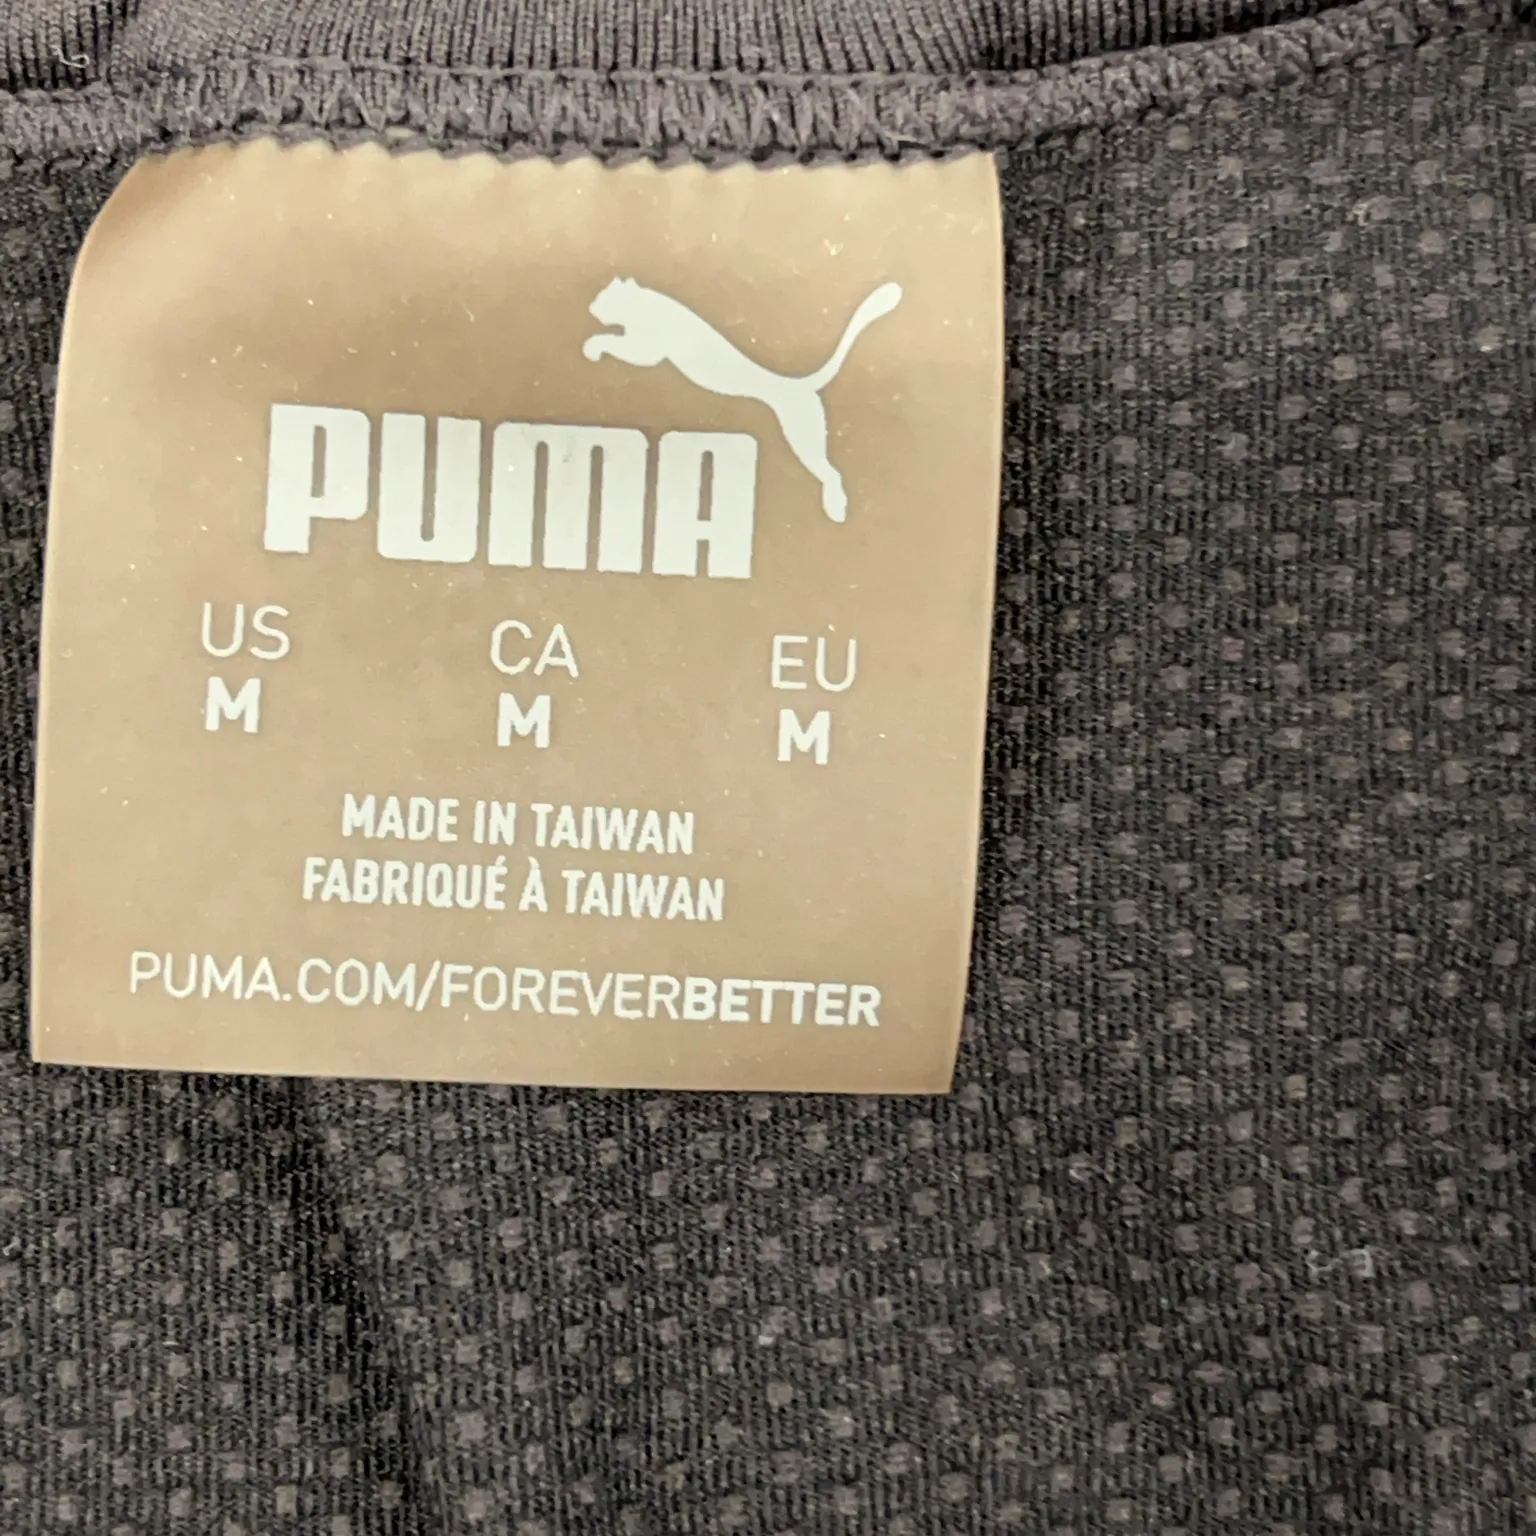 PUMA
US CA EU
M M M
MADE IN TAIWAN
FABRIQUÉ À TAIWAN
PUMA.COM/FOREVERBETTER